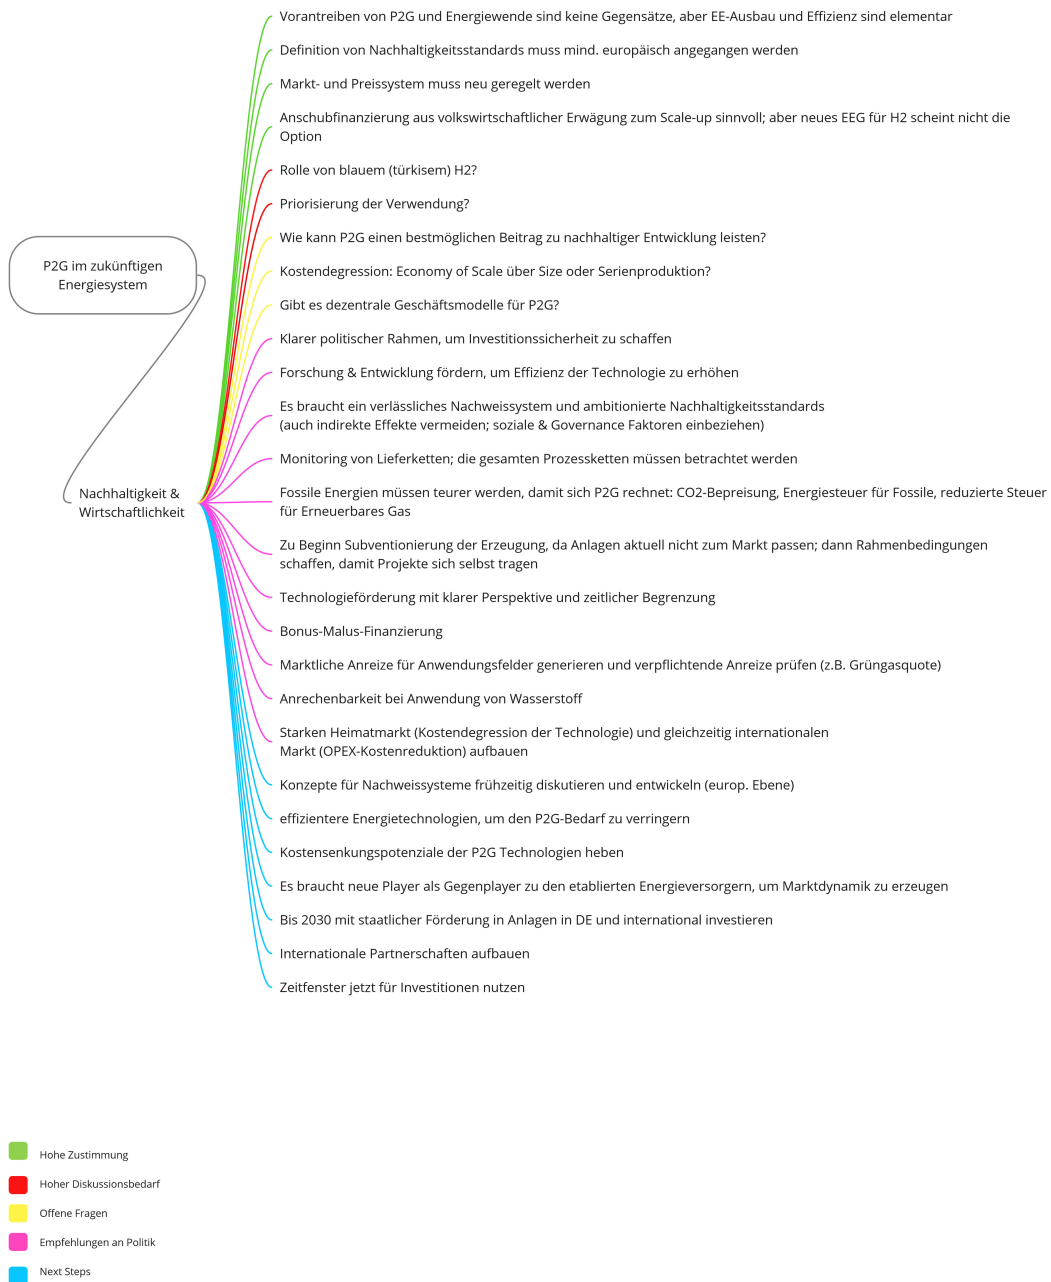 Vorantreiben von P2G und Energiewende sind keine Gegensätze, aber EE-Ausbau und Effizienz sind elementar
Definition von Nachhaltigkeitsstandards muss mind. europäisch angegangen werden
Markt- und Preissystem muss neu geregelt werden
Anschubfinanzierung aus volkswirtschaftlicher Erwägung zum Scale-up sinnvoll; aber neues EEG für H2 scheint nicht die
Option
Rolle von blauem (türkisem) H2?
Priorisierung der Verwendung?
Wie kann P2G einen bestmöglichen Beitrag zu nachhaltiger Entwicklung leisten?
Kostendegression: Economy of Scale über Size oder Serienproduktion?
Gibt es dezentrale Geschäftsmodelle für P2G?
P2G im zukünftigen
Energiesystem
Klarer politischer Rahmen, um Investitionssicherheit zu schaffen
Forschung & Entwicklung fördern, um Effizienz der Technologie zu erhöhen
Es braucht ein verlässliches Nachweissystem und ambitionierte Nachhaltigkeitsstandards
(auch indirekte Effekte vermeiden; soziale & Governance Faktoren einbeziehen)
Monitoring von Lieferketten; die gesamten Prozessketten müssen betrachtet werden
Nachhaltigkeit &
Wirtschaftlichkeit
Fossile Energien müssen teurer werden, damit sich P2G rechnet: CO2-Bepreisung, Energiesteuer für Fossile, reduzierte Steuer
für Erneuerbares Gas
Zu Beginn Subventionierung der Erzeugung, da Anlagen aktuell nicht zum Markt passen; dann Rahmenbedingungen
schaffen, damit Projekte sich selbst tragen
Technologieförderung mit klarer Perspektive und zeitlicher Begrenzung
Bonus-Malus-Finanzierung
Marktliche Anreize für Anwendungsfelder generieren und verpflichtende Anreize prüfen (z.B. Grüngasquote)
Anrechenbarkeit bei Anwendung von Wasserstoff
Starken Heimatmarkt (Kostendegression der Technologie) und gleichzeitig internationalen
Markt (OPEX-Kostenreduktion) aufbauen
Konzepte für Nachweissysteme frühzeitig diskutieren und entwickeln (europ. Ebene)
effizientere Energietechnologien, um den P2G-Bedarf zu verringern
Kostensenkungspotenziale der P2G Technologien heben
Es braucht neue Player als Gegenplayer zu den etablierten Energieversorgern, um Marktdynamik zu erzeugen
Bis 2030 mit staatlicher Förderung in Anlagen in DE und international investieren
Internationale Partnerschaften aufbauen
Zeitfenster jetzt für Investitionen nutzen
Hohe Zustimmung
Hoher Diskussionsbedarf
Offene Fragen
Empfehlungen an Politik
Next Steps